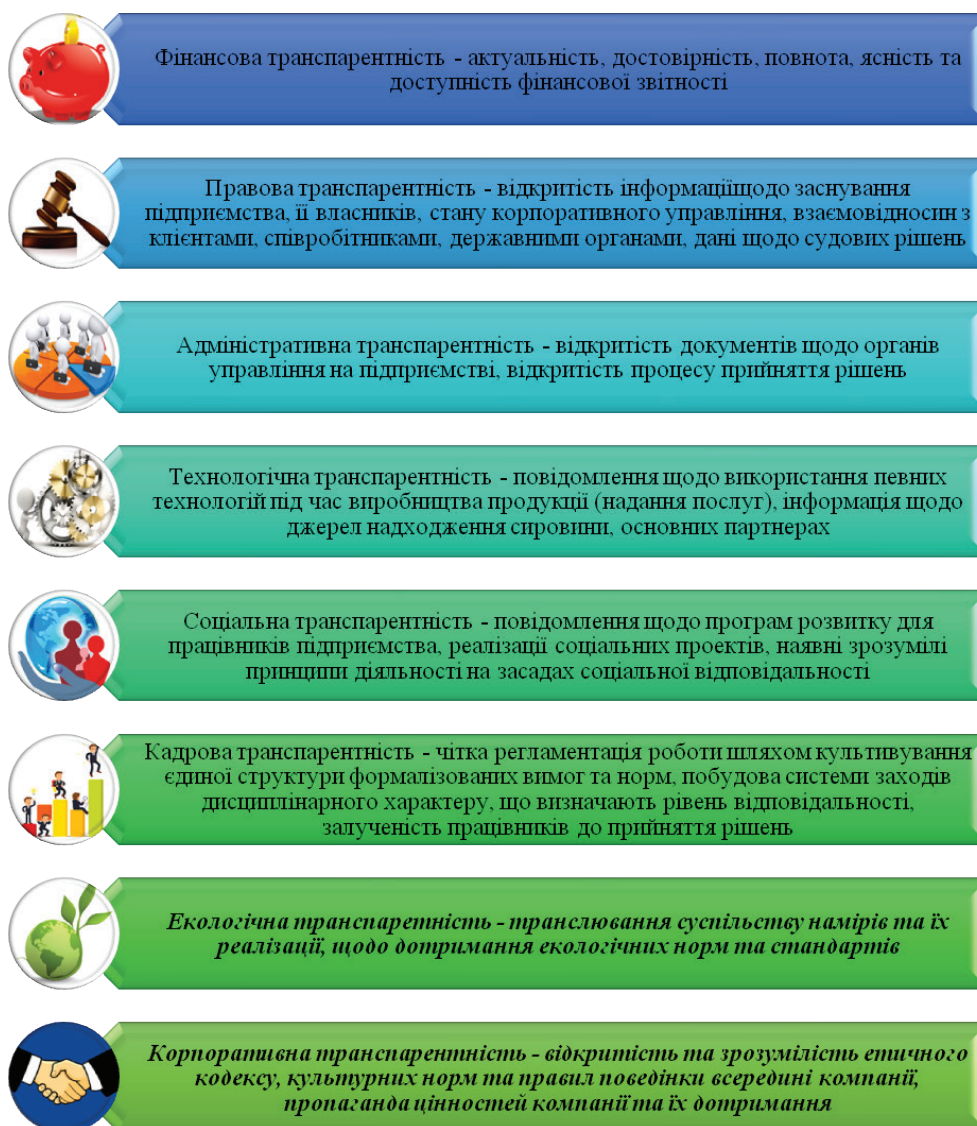 Фінансова транспарентність - актуальність, достовірність, повнота, ясність та
доступність фінансової звітності
Правова транспарентність - відкритість інформаціїщодо заснування
підприємства, її власників, стану корпоративного управління, взаємовідносин з
клієнтами, співробітниками, державними органами, дані щодо судових рішень
Адміністративна транспарентність - відкритість документів щодо органів
управління на підприємстві, відкритість процесу прийняття рішень
Технологічна транспарентність - повідомлення щодо використання певних
технологій під час виробництва продукції (надання послуг), інформація щодо
джерел надходження сировини, основних партнерах
Соціальна транспарентність - повідомлення щодо програм розвитку для
працівників підприємства, реалізації соціальних проектів, наявні зрозумілі
принципи діяльності на засадах соціальної відповідальності
Кадрова транспарентність - чітка регламентація роботи шляхом культивування
єдиної структури формалізованих вимог та норм, побудова системи заходів
дисциплінарного характеру, що визначають рівень відповідальності,
залученість працівників до прийняття рішень
Екологічна транспаретність - транслювання суспільству намірів та їх
реалізації, щодо дотримання екологічних норм та стандартів
Корпоративна транспарентність - відкритість та зрозумілість етичного
кодексу, культурних норм та правил поведінки всередині компанії,
пропаганда цінностей компанії та їх дотримання